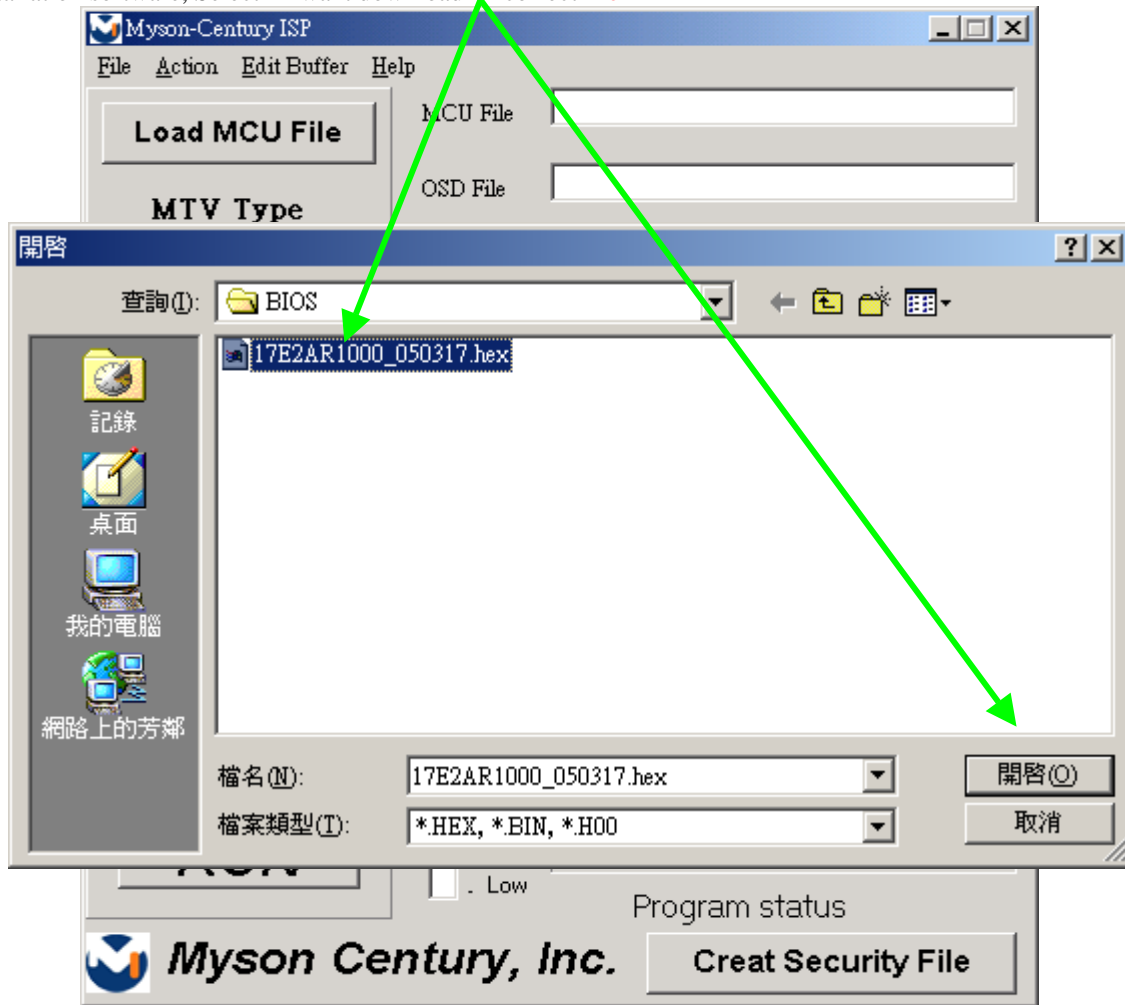 Myson-Century ISP
File Action Edit Buffer Help
Load MCU File
MCU File
OSD File
MTV Type
開啓
查詢(I):
BIOS
17E2AR1000_050317.hex
記錄
桌面
我的電腦
網路上的芳鄰
檔名(N):
17E2AR1000_050317.hex
開啓(O)
檔案類型(T):
*.HEX, *.BIN, *.H00
取消
. Low
Program status
Myson Century, Inc.
Creat Security File